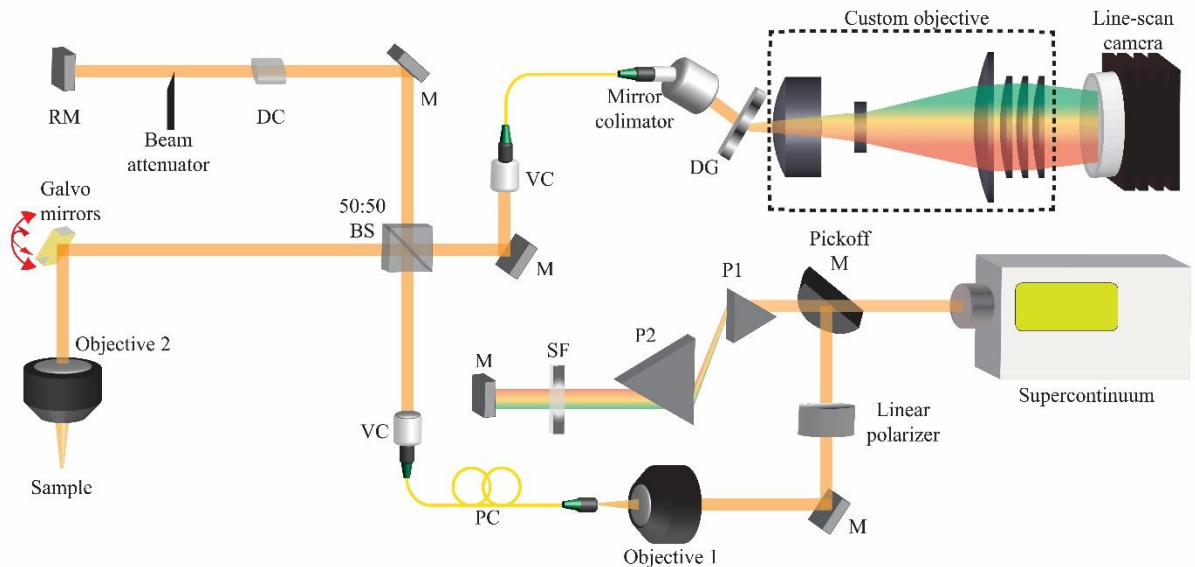 Custom objective
Line-scan
camera
RM
Beam
attenuator
DC
M
Mirror
colimator
DG
VC
Galvo
mirrors
50:50
BS
M
Pickoff
M
P1
P2
SF
M
Supercontinuum
Objective 2
Linear
polarizer
VC
Sample
PC
Objective 1
M